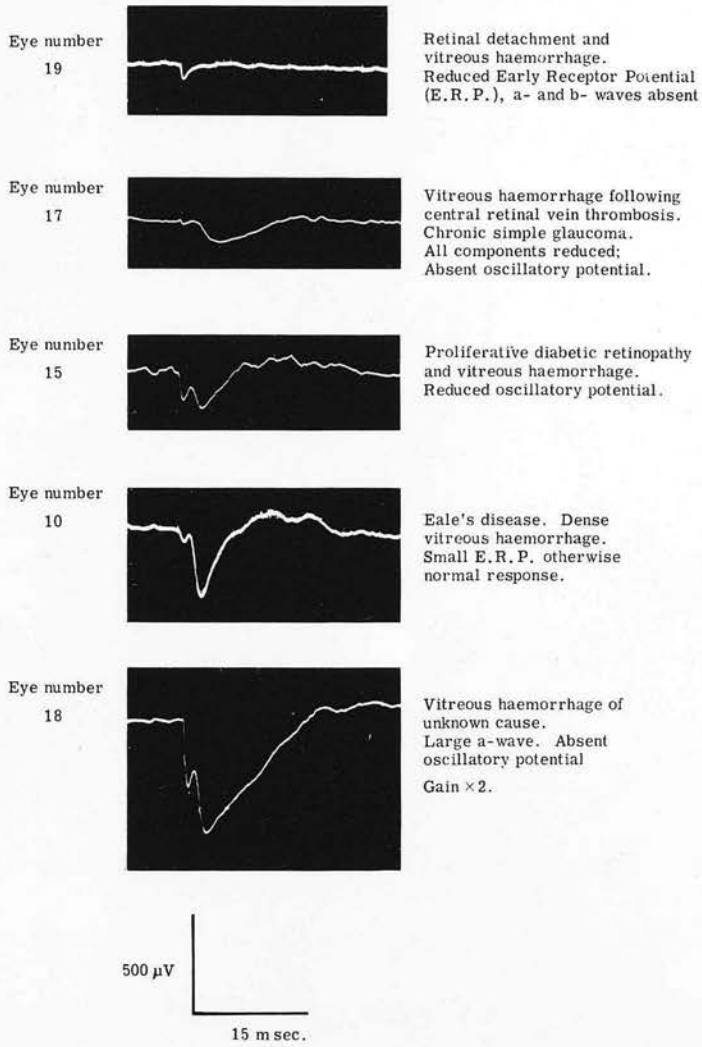 Eye number
19
Retinal detachment and
vitreous haemorrhage.
Reduced Early Receptor Potential
(E.R.P.), a- and b- waves absent
Eye number
17
Vitreous haemorrhage following
central retinal vein thrombosis.
Chronic simple glaucoma.
All components reduced;
Absent oscillatory potential.
Eye number
15
Proliferative diabetic retinopathy
and vitreous haemorrhage.
Reduced oscillatory potential.
Eye number
10
Eale's disease. Dense
vitreous haemorrhage.
Small E.R.P. otherwise
normal response.
Eye number
18
Vitreous haemorrhage of
unknown cause.
Large a-wave. Absent
oscillatory potential
Gain ×2.
500 μV
15 m sec.